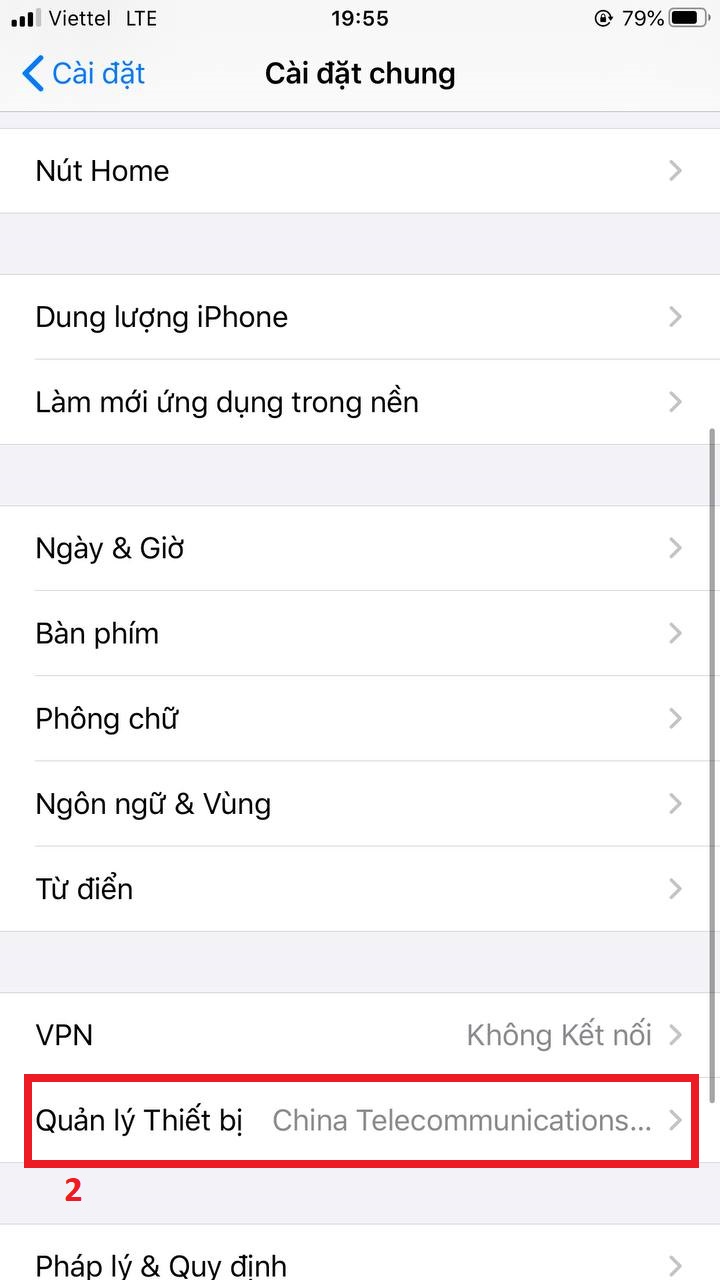 Viettel LTE 19:55 79%
Cài đặt Cài đặt chung
Nút Home
Dung lượng iPhone
Làm mới ứng dụng trong nền
Ngày & Giờ
Bàn phím
Phông chữ
Ngôn ngữ & Vùng
Từ điển
VPN Không Kết nối
Quản lý Thiết bị China Telecommunications...
2
Pháp lý & Quy định